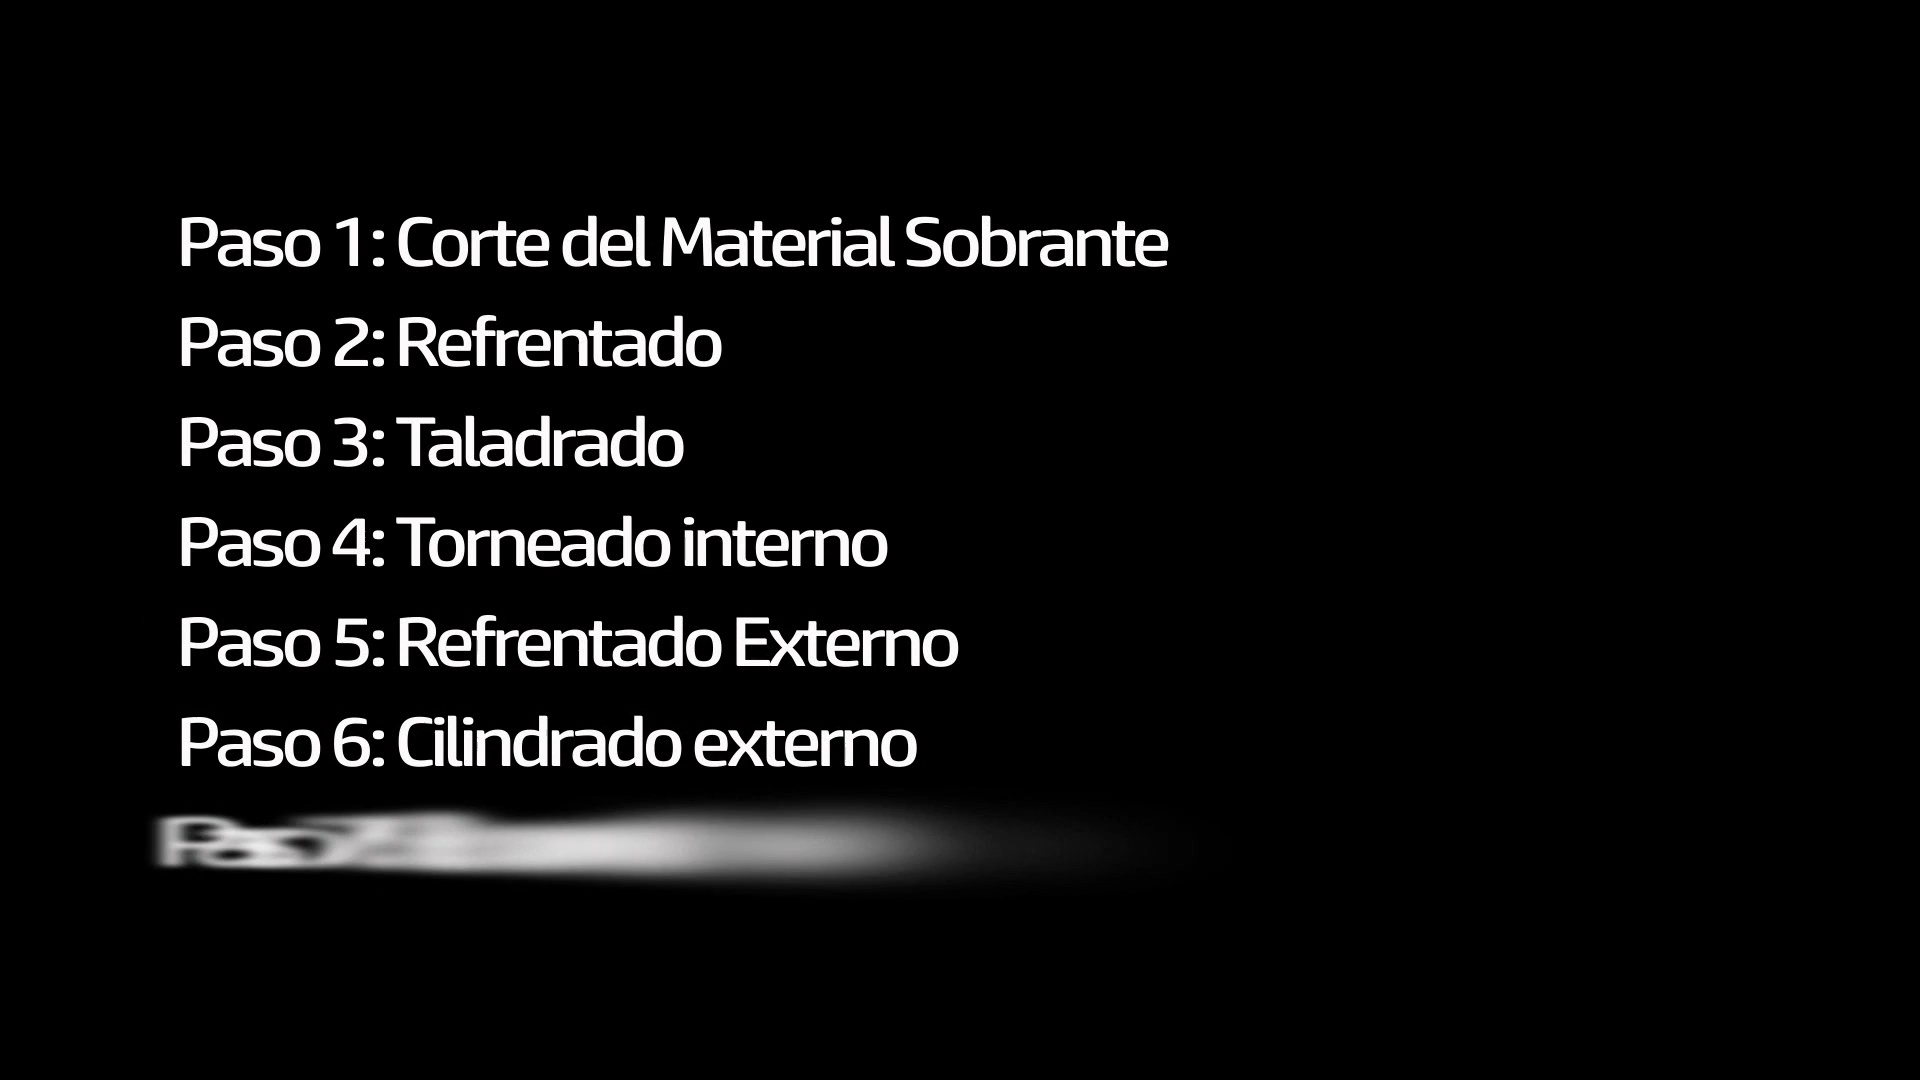 Paso 1: Corte del Material Sobrante
Paso 2: Refrentado
Paso 3: Taladrado
Paso 4: Torneado interno
Paso 5: Refrentado Externo
Paso 6: Cilindrado externo
Paso